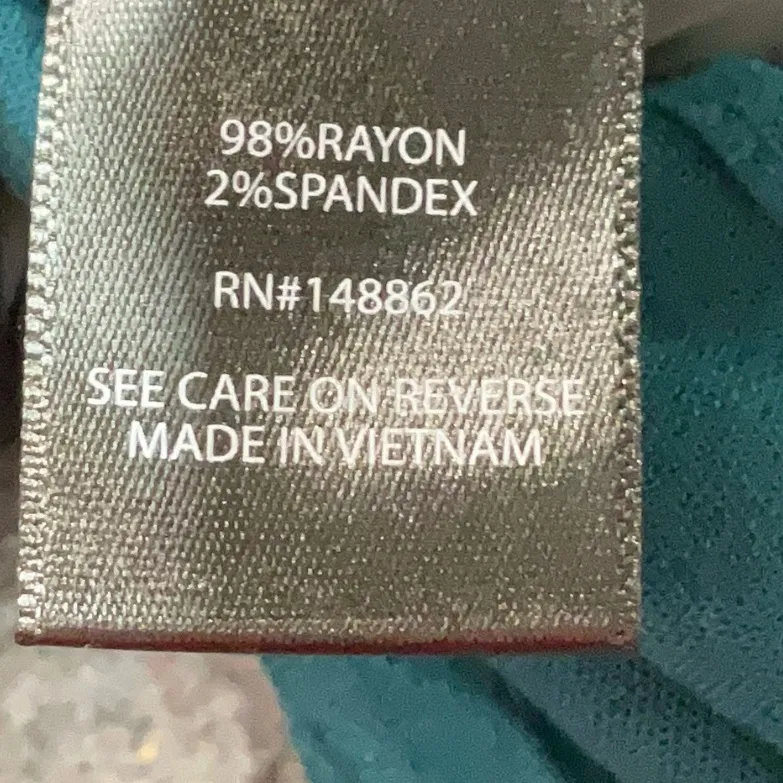 98%RAYON
2%SPANDEX
RN#148862
SEE CARE ON REVERSE
MADE IN VIETNAM